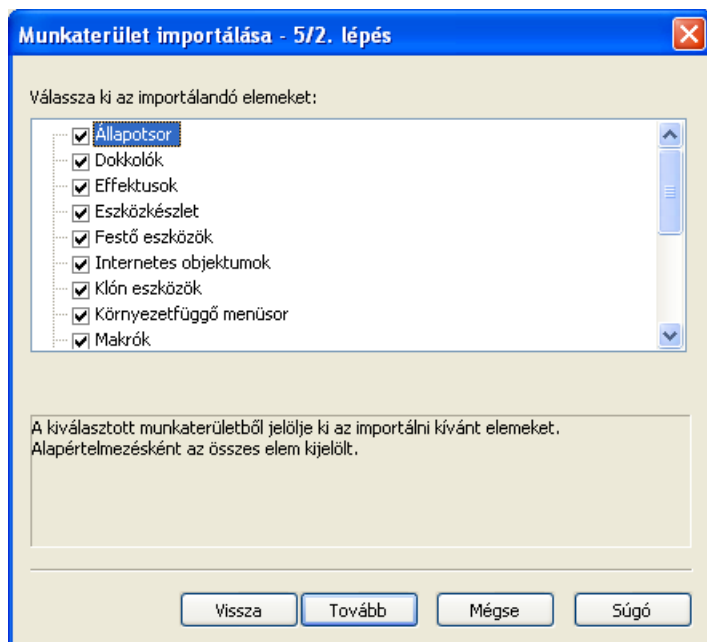 Munkaterület importálása - 5/2. lépés
Válassza ki az importálandó elemeket:
Állapotsor
Dokkolók
Effektusok
Eszközkészlet
Festő eszközök
Internetes objektumok
Klón eszközök
Környezetfüggő menüsor
Makrók
A kiválasztott munkaterületből jelölje ki az importálni kívánt elemeket.
Alapértelmezésként az összes elem kijelölt.
Vissza Tovább Mégse Súgó